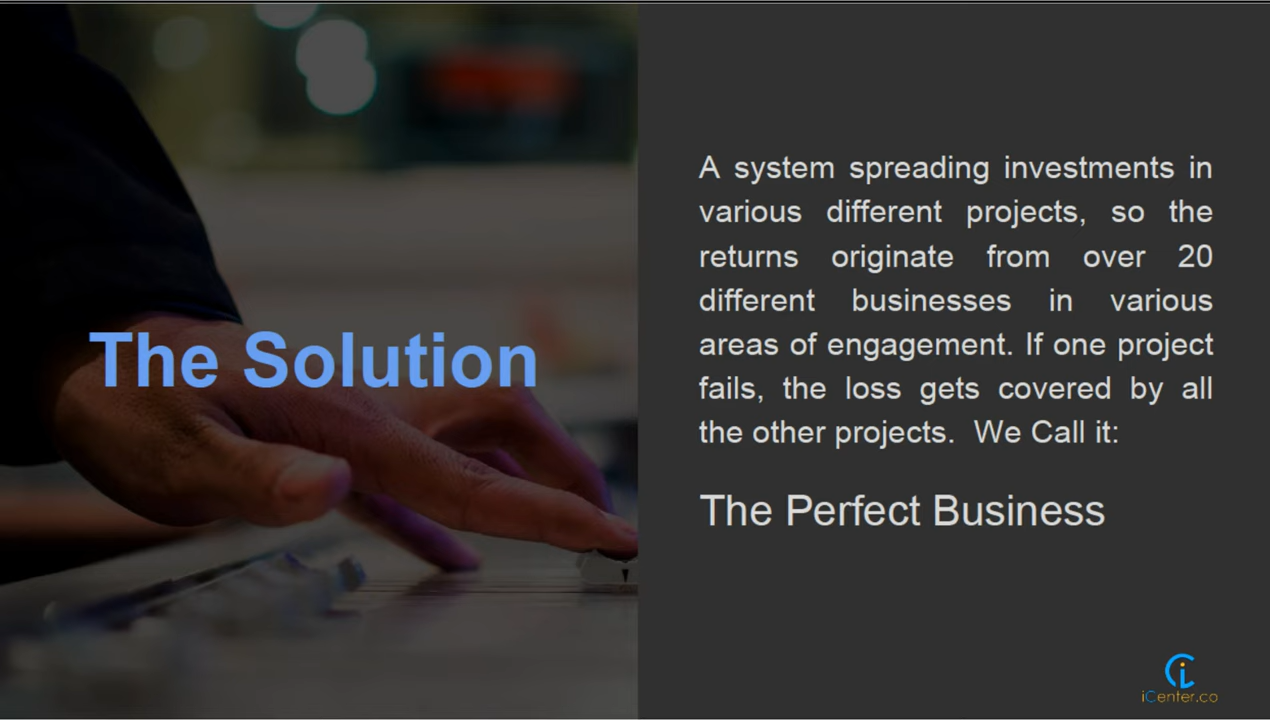 The Solution
A system spreading investments in
various different projects, so the
returns originate from over 20
different businesses in various
areas of engagement. If one project
fails, the loss gets covered by all
the other projects. We Call it:
The Perfect Business
iCenter.co